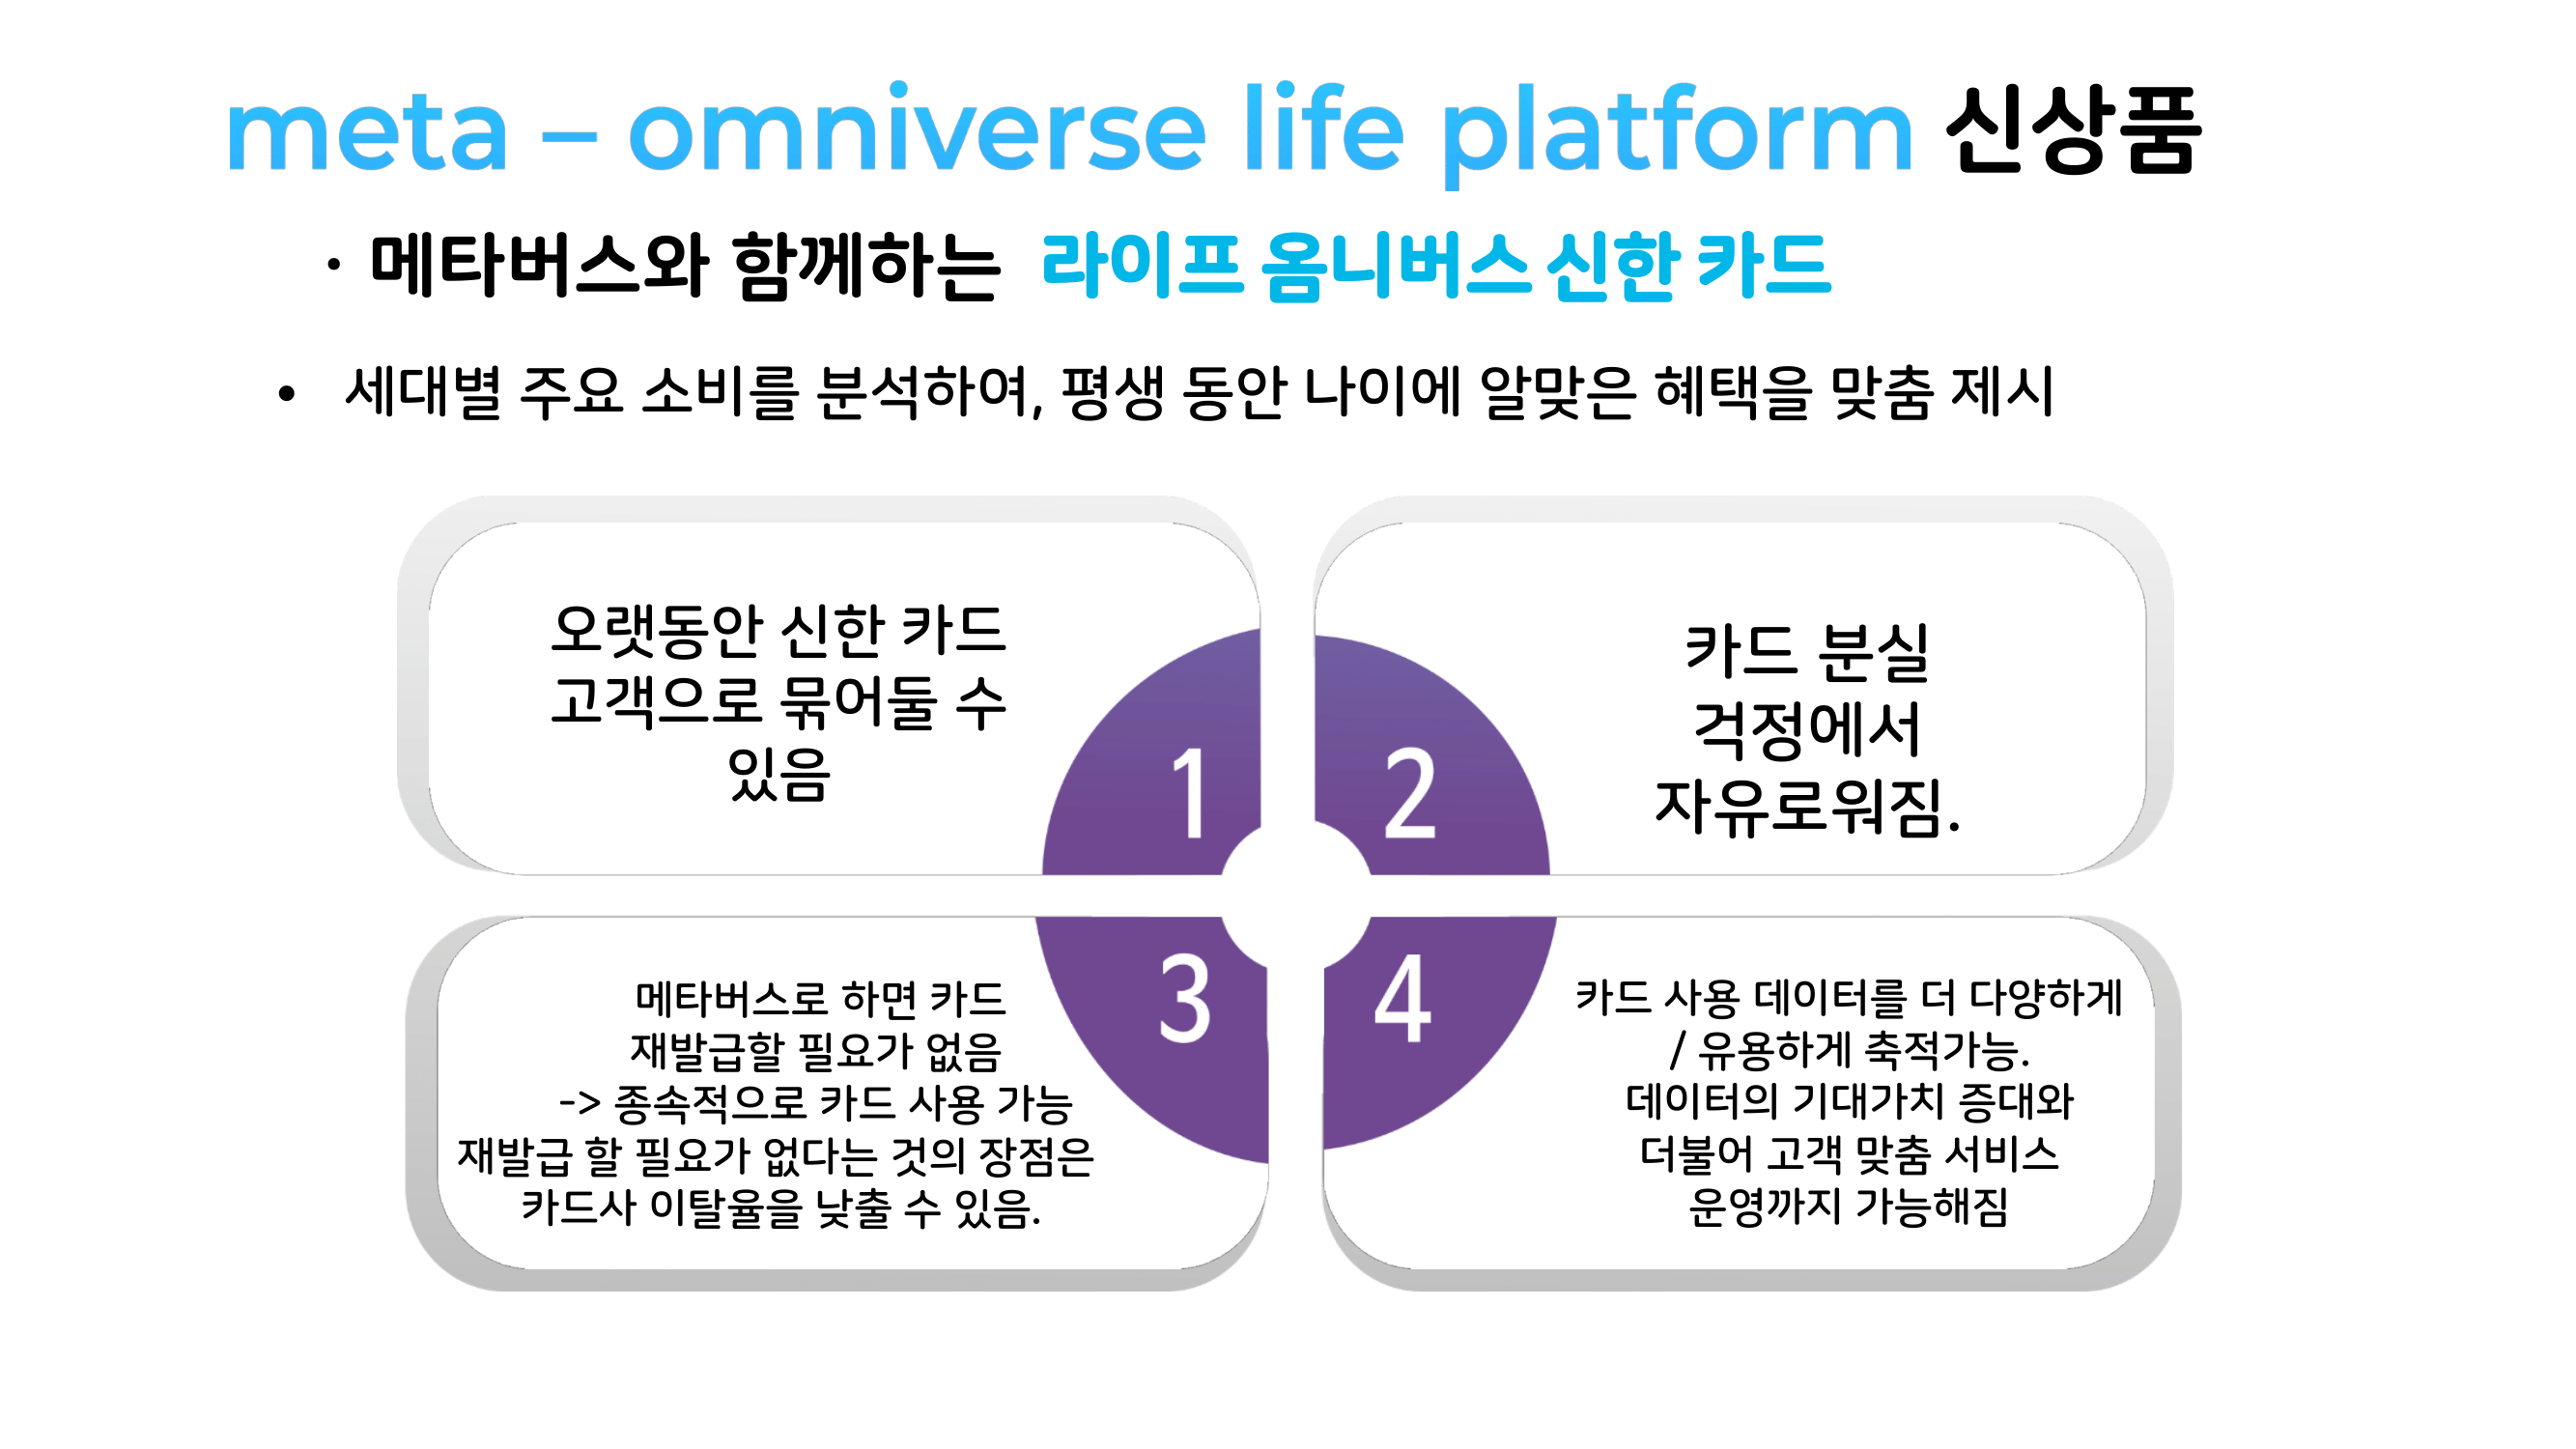 meta – omniverse life platform 신상품
• 메타버스와 함께하는 라이프 옴니버스 신한 카드
• 세대별 주요 소비를 분석하여, 평생 동안 나이에 알맞은 혜택을 맞춤 제시
오랫동안 신한 카드
고객으로 묶어둘 수
있음
1
2
카드 분실
걱정에서
자유로워짐.
메타버스로 하면 카드
재발급할 필요가 없음
-> 종속적으로 카드 사용 가능
재발급 할 필요가 없다는 것의 장점은
카드사 이탈율을 낮출 수 있음.
3
4
카드 사용 데이터를 더 다양하게
/ 유용하게 축적가능.
데이터의 기대가치 증대와
더불어 고객 맞춤 서비스
운영까지 가능해짐